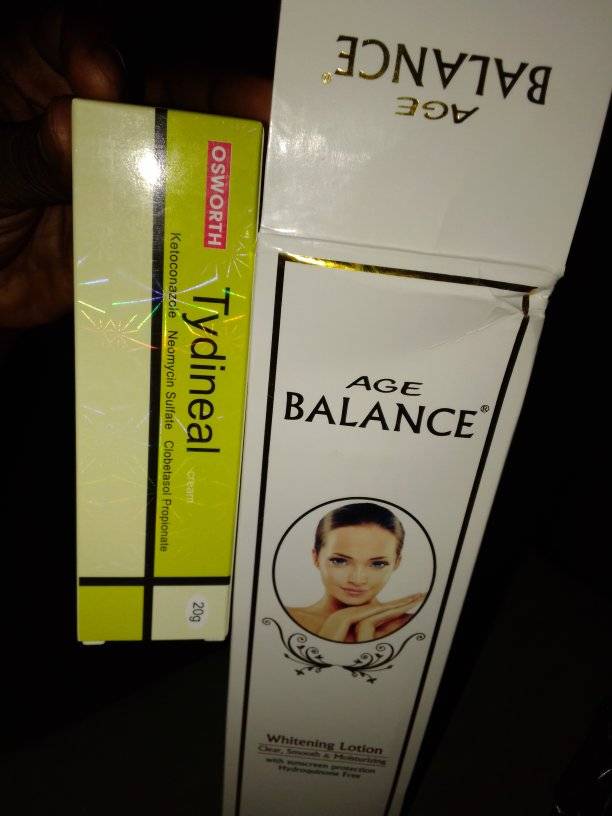 OSWORTH
Tydineal
cream
Ketoconazole Neomycin Sulfate Clobetasol Propionate
20g
AGE
BALANCE®
AGE
BALANCE®
Whitening Lotion
Clear, Smooth & Moisturizing
with sunscreen protection
Hydroquinone Free